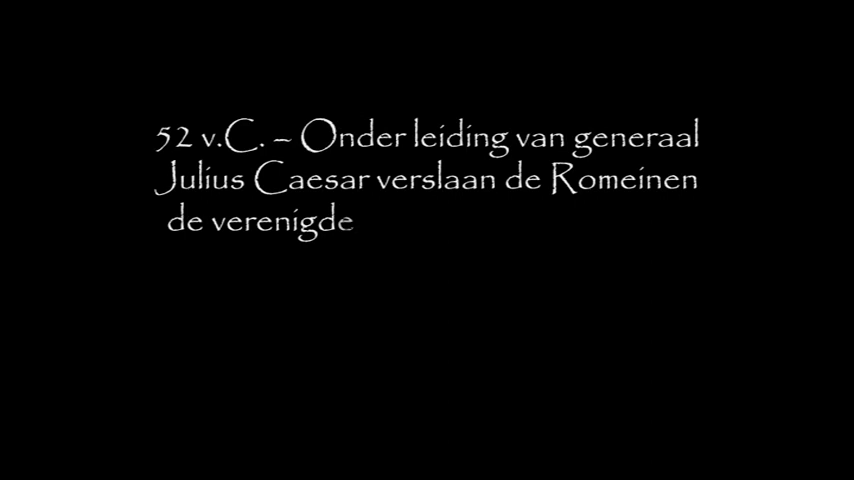 52 v.C. – Onder leiding van generaal
Julius Caesar verslaan de Romeinen
de verenigde